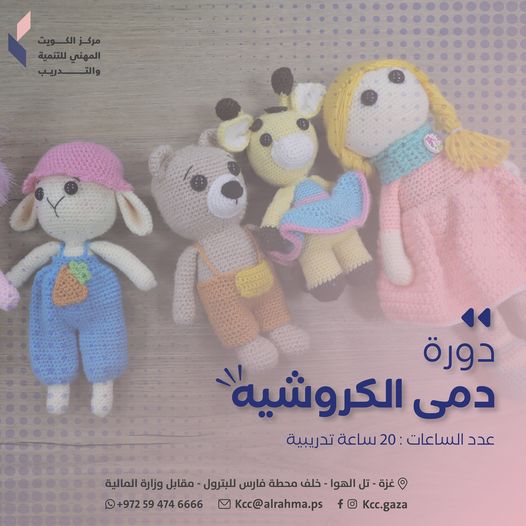 مركز الكويت
المهني للتنمية
والتدريب
دورة
دمى الكروشيه
عدد الساعات : 20 ساعة تدريبية
غزة - تل الهوا - خلف محطة فارس للبترول - مقابل وزارة المالية
+972 59 474 6666 Kcc@alrahma.ps Kcc.gaza